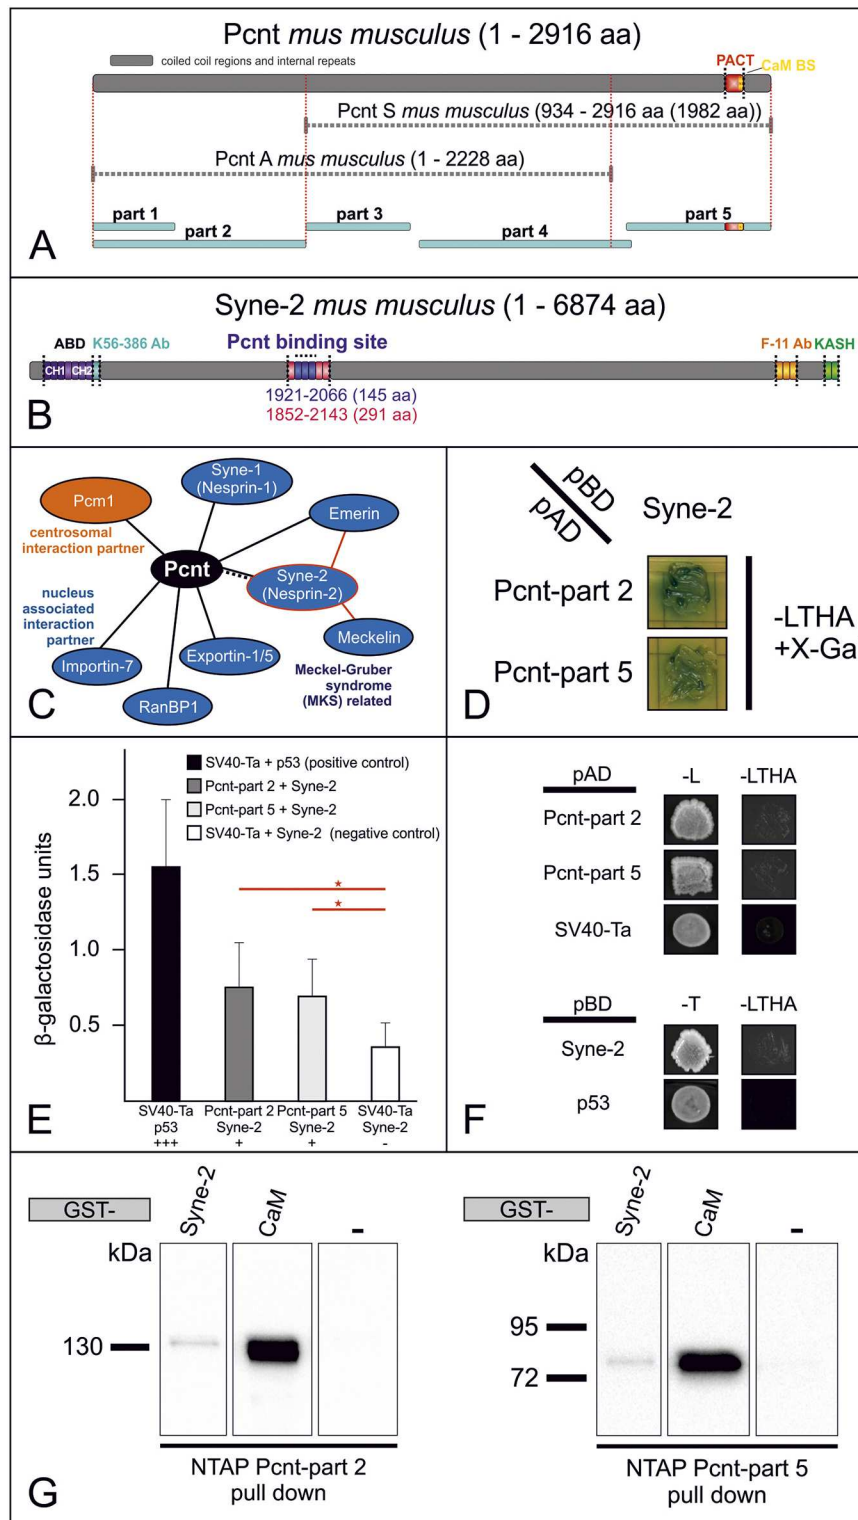 Pcnt mus musculus (1 - 2916 aa)
coiled coil regions and internal repeats
PACT
CaM BS
Pcnt S mus musculus (934 - 2916 aa (1982 aa))
Pcnt A mus musculus (1 - 2228 aa)
part 1
part 2
part 3
part 4
part 5
A
Syne-2 mus musculus (1 - 6874 aa)
ABD
K56-386 Ab
Pcnt binding site
F-11 Ab
KASH
CH1
CH2
1921-2066 (145 aa)
1852-2143 (291 aa)
B
Syne-1
(Nesprin-1)
Pcm1
Emerin
centrosomal
interaction partner
Pcnt
Syne-2
(Nesprin-2)
nucleus
associated
interaction
partner
Meckelin
Exportin-1/5
Importin-7
Meckel-Gruber
syndrome
(MKS) related
RanBP1
C
pBD
pAD
Syne-2
Pcnt-part 2
-LTHA
+X-Ga
Pcnt-part 5
D
SV40-Ta + p53 (positive control)
Pcnt-part 2 + Syne-2
Pcnt-part 5 + Syne-2
SV40-Ta + Syne-2 (negative control)
β-galactosidase units
2.0
1.5
1.0
0.5
SV40-Ta
p53
+++
Pcnt-part 2
Syne-2
+
Pcnt-part 5
Syne-2
+
SV40-Ta
Syne-2
-
E
pAD
-L
-LTHA
Pcnt-part 2
Pcnt-part 5
SV40-Ta
pBD
-T
-LTHA
Syne-2
p53
F
GST-
Syne-2
CaM
-
kDa
130
NTAP Pcnt-part 2
pull down
GST-
Syne-2
CaM
-
kDa
95
72
NTAP Pcnt-part 5
pull down
G